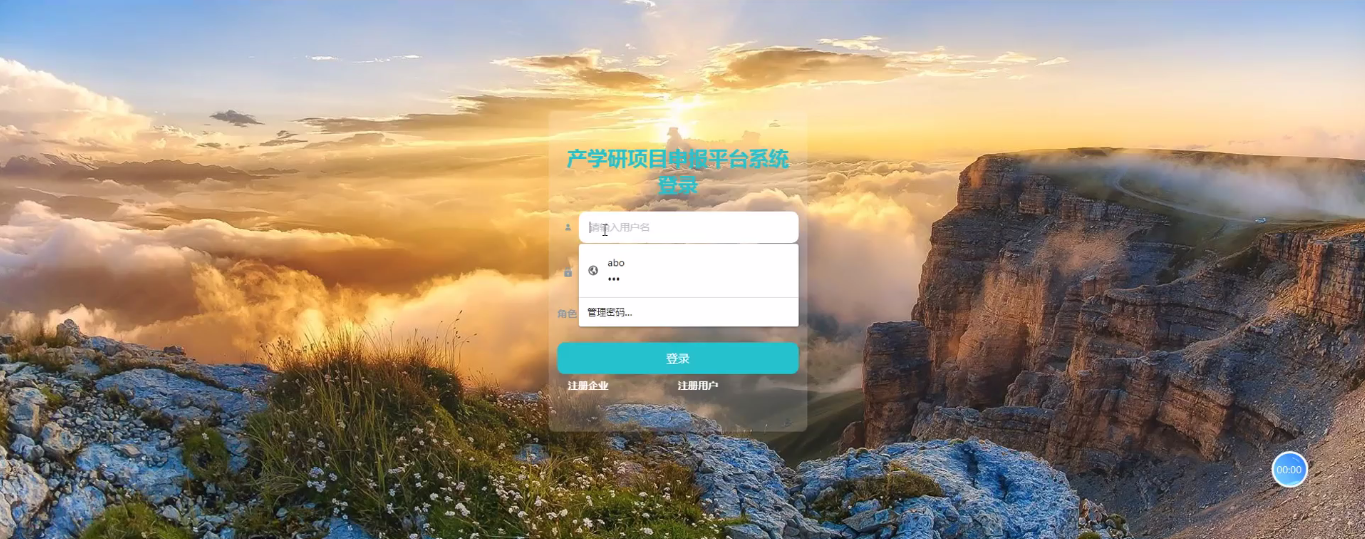 产学研项目申报平台系统
登录
请输入用户名
abo
•••
角色
管理密码...
登录
注册企业
注册用户
00:00